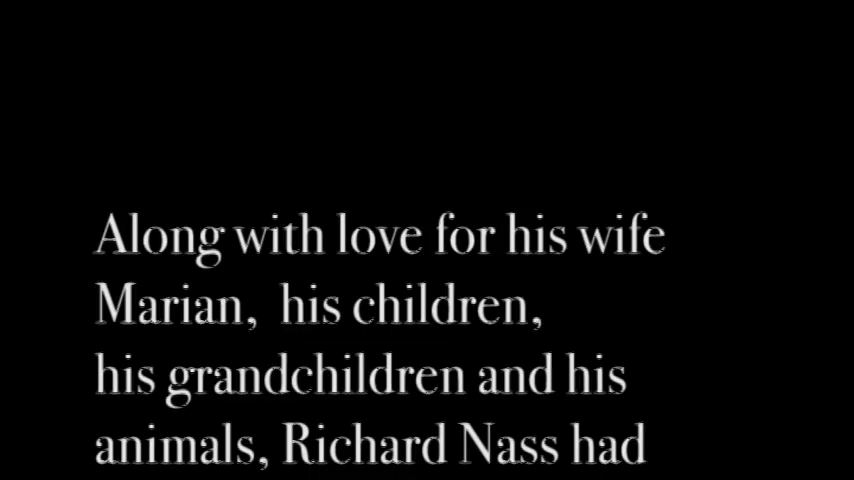 Along with love for his wife
Marian,  his children,
his grandchildren and his
animals, Richard Nass had